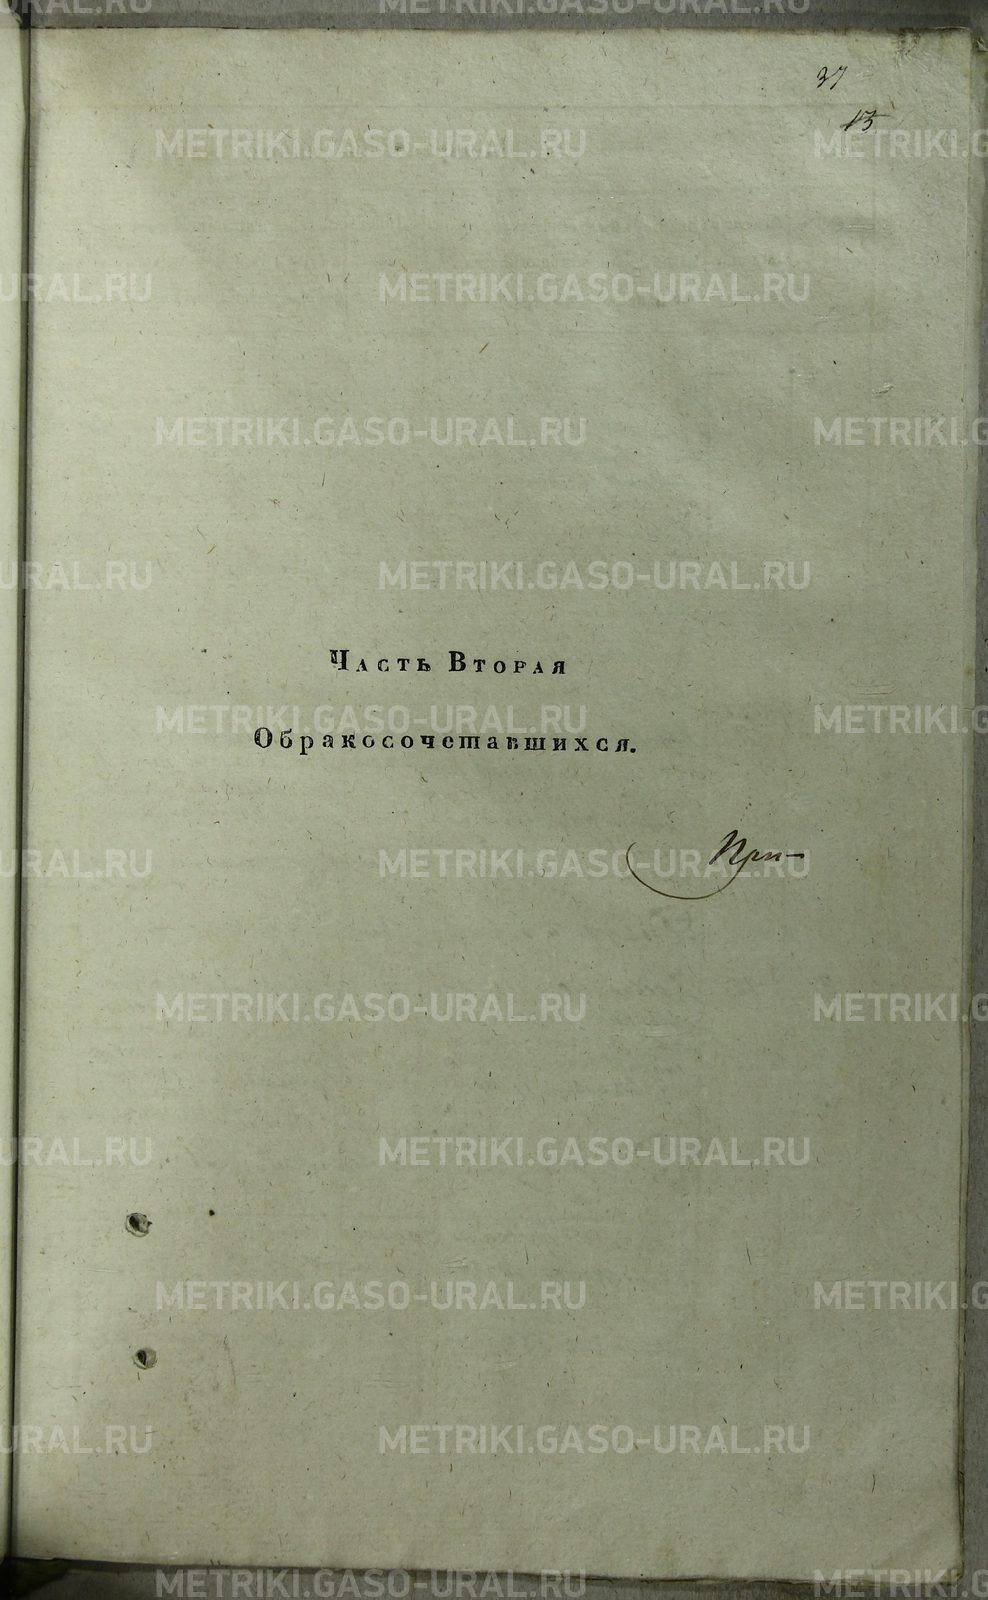 37
13
Часть Вторая
Обракосочетавшихся.
При-
METRIKI.GASO-URAL.RU